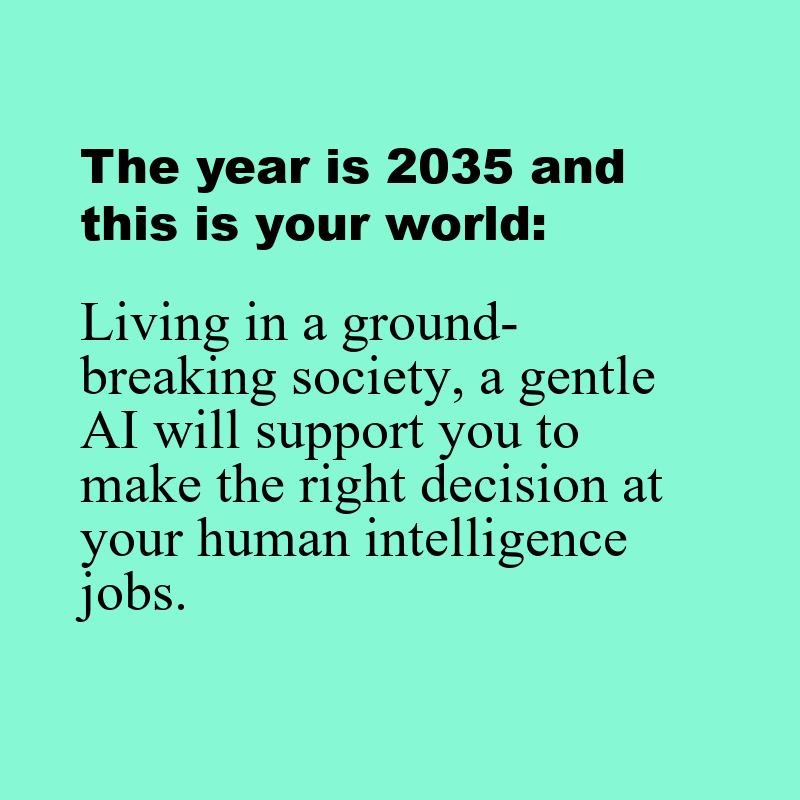 The year is 2035 and
this is your world:
Living in a ground-
breaking society, a gentle
AI will support you to
make the right decision at
your human intelligence
jobs.